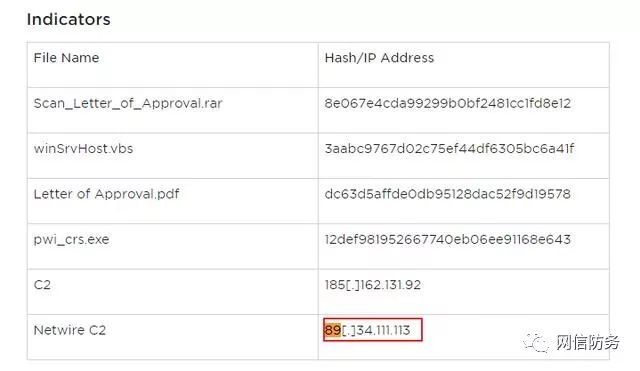 Indicators
File Name Hash/IP Address
Scan_Letter_of_Approval.rar 8e067e4cda99299b0bf2481cc1fd8e12
winSrvHost.vbs 3aabc9767d02c75ef44df6305bc6a41f
Letter of Approval.pdf dc63d5affde0db95128dac52f9d19578
pwi_crs.exe 12def981952667740eb06ee91168e643
C2 185[.]162.131.92
Netwire C2 89[.]34.111.113
网信防务